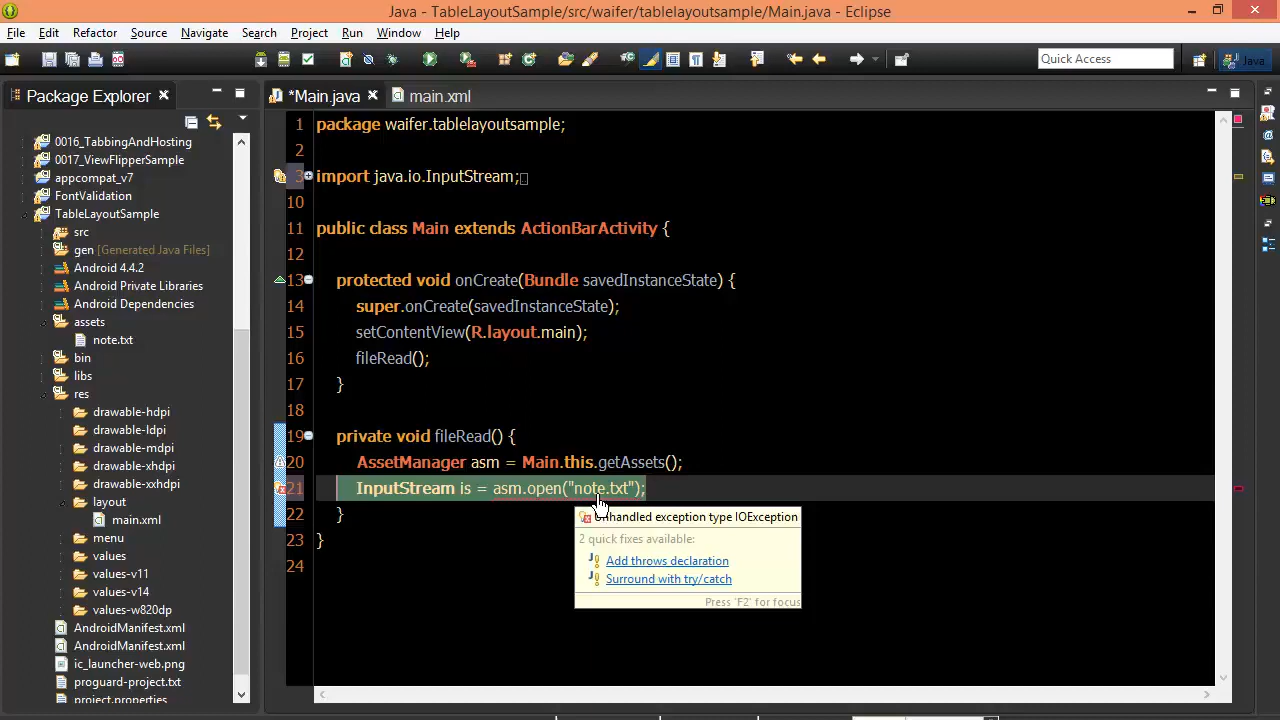 Java - TableLayoutSample/src/waifer/tablelayoutsample/Main.java - Eclipse
File Edit Refactor Source Navigate Search Project Run Window Help
Quick Access
Java
Package Explorer
*Main.java
main.xml
0016_TabbingAndHosting
0017_ViewFlipperSample
appcompat_v7
FontValidation
TableLayoutSample
src
gen [Generated Java Files]
Android 4.4.2
Android Private Libraries
Android Dependencies
assets
note.txt
bin
libs
res
drawable-hdpi
drawable-ldpi
drawable-mdpi
drawable-xhdpi
drawable-xxhdpi
layout
main.xml
menu
values
values-v11
values-v14
values-w820dp
AndroidManifest.xml
AndroidManifest.xml
ic_launcher-web.png
proguard-project.txt
project.properties
1 package waifer.tablelayoutsample;
2
3 import java.io.InputStream;
10
11 public class Main extends ActionBarActivity {
12
13 protected void onCreate(Bundle savedInstanceState) {
14 super.onCreate(savedInstanceState);
15 setContentView(R.layout.main);
16 fileRead();
17 }
18
19 private void fileRead() {
20 AssetManager asm = Main.this.getAssets();
21 InputStream is = asm.open("note.txt");
22 }
23 }
24
Unhandled exception type IOException
2 quick fixes available:
Add throws declaration
Surround with try/catch
Press 'F2' for focus